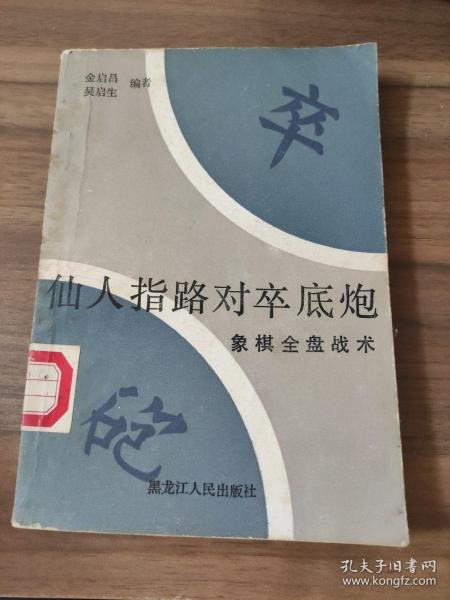 金启昌
吴启生
编者
卒
仙人指路对卒底炮
象棋全盘战术
砲
黑龙江人民出版社
孔夫子旧书网
www.kongfz.com